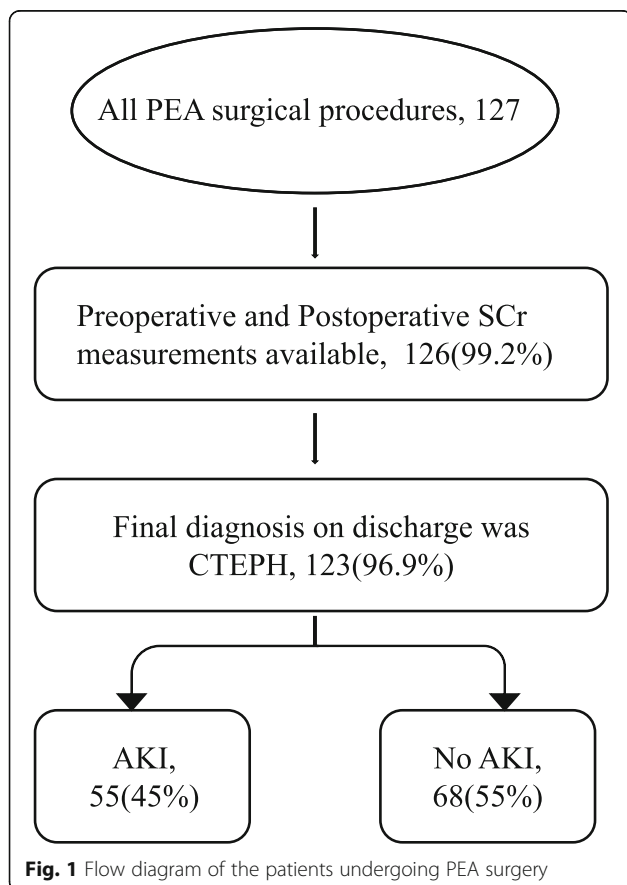 All PEA surgical procedures, 127
Preoperative and Postoperative SCr
measurements available, 126(99.2%)
Final diagnosis on discharge was
CTEPH, 123(96.9%)
AKI,
55(45%)
No AKI,
68(55%)
Fig. 1 Flow diagram of the patients undergoing PEA surgery